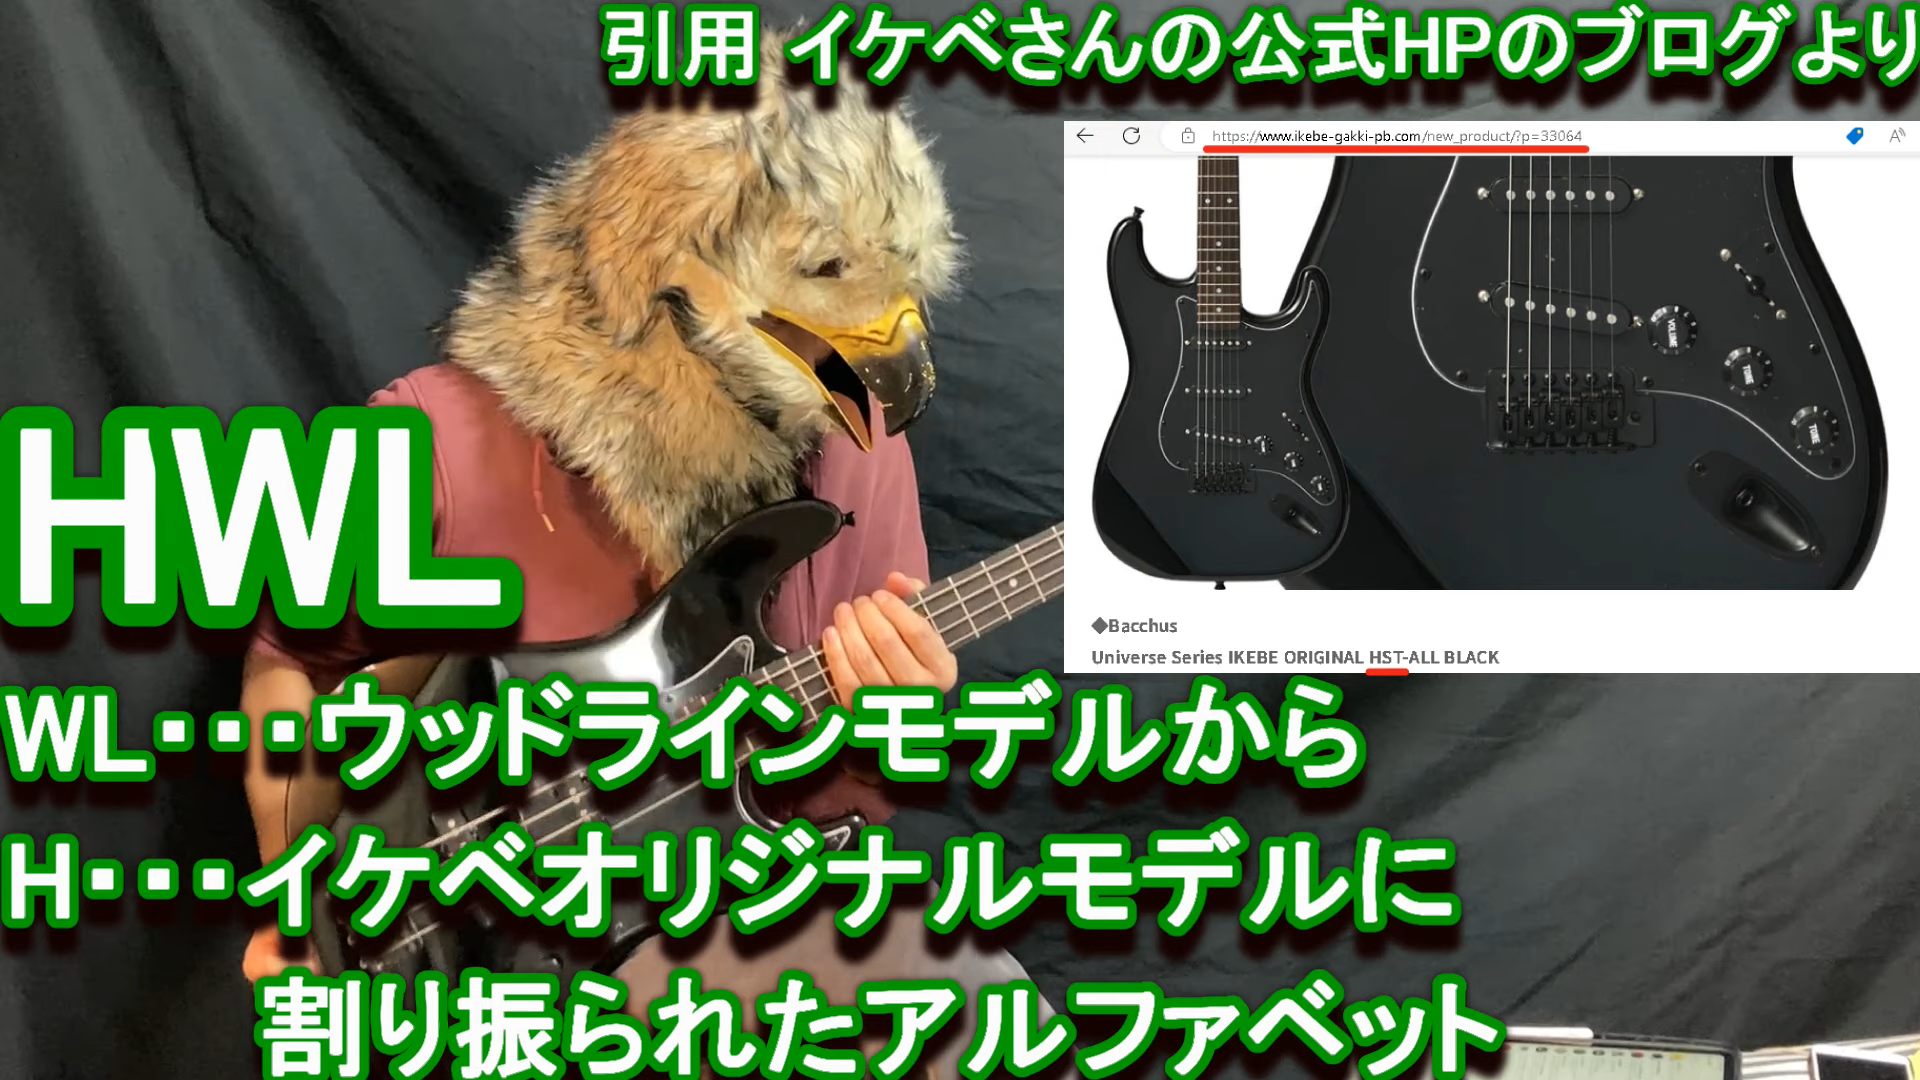 引用 イケベさんの公式HPのブログより
https://www.ikebe-gakki-pb.com/new_product/?p=33064
VOLUME
TONE
TONE
◆Bacchus
Universe Series IKEBE ORIGINAL HST-ALL BLACK
HWL
WL・・・ウッドラインモデルから
H・・・イケベオリジナルモデルに
割り振られたアルファベット